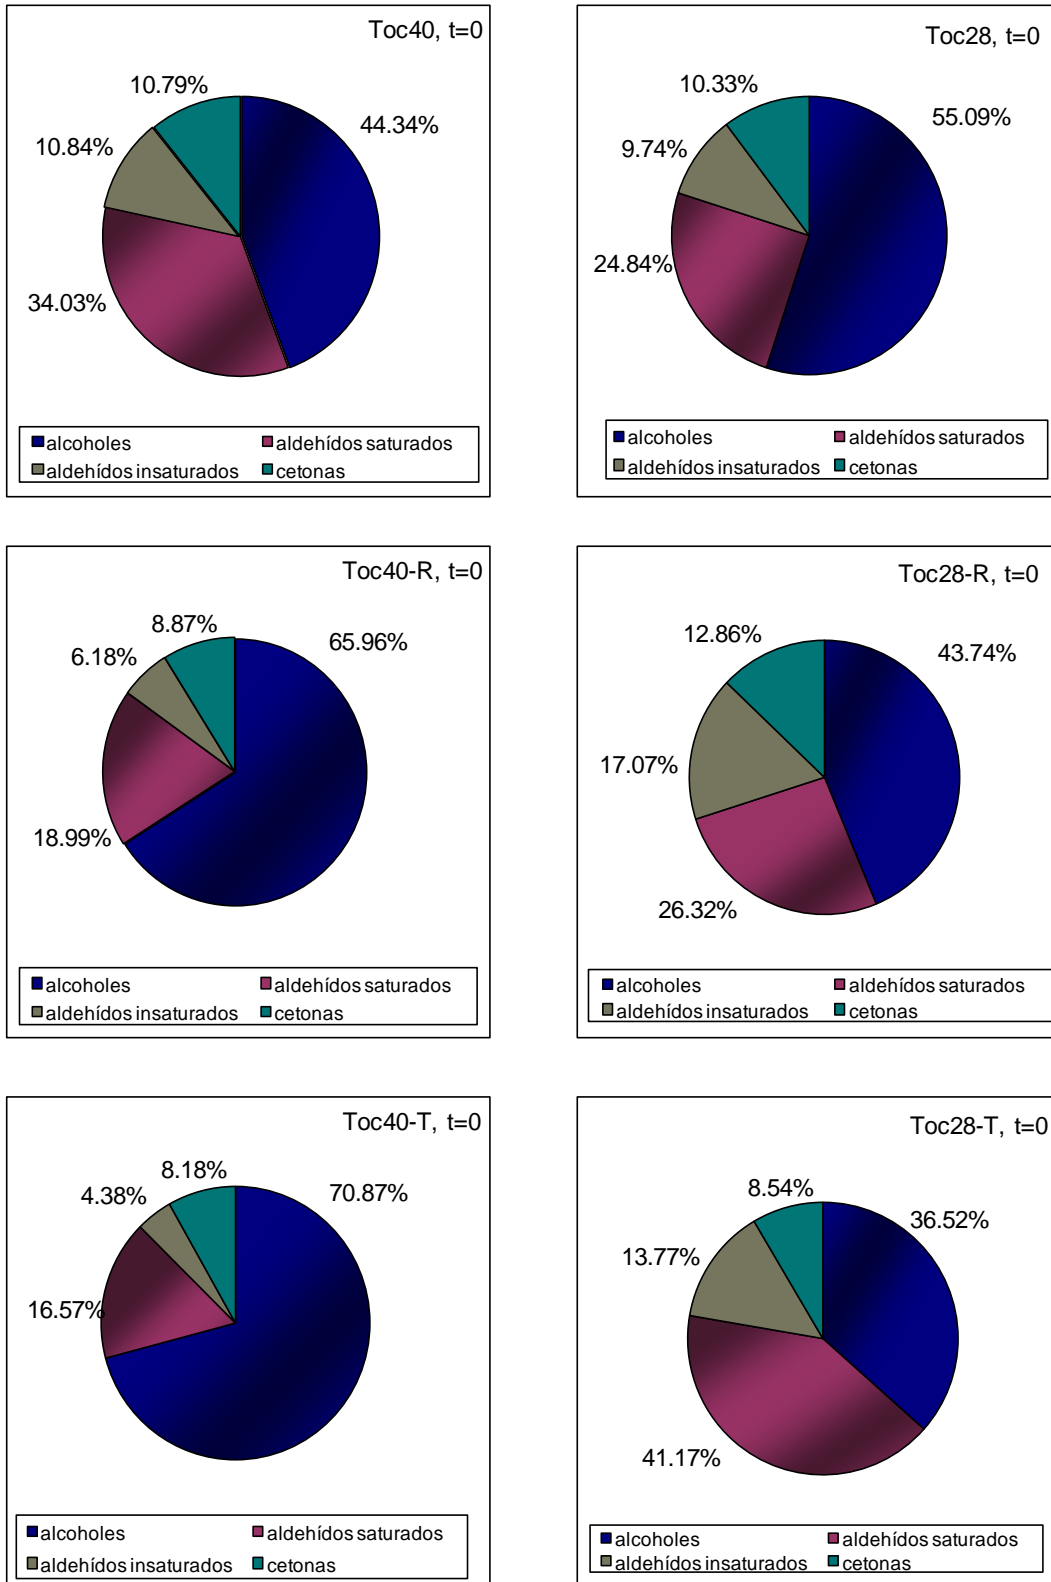 Toc40, t=0
10.79%
44.34%
10.84%
34.03%
alcoholes aldehídos saturados
aldehídos insaturados cetonas
Toc28, t=0
10.33%
55.09%
9.74%
24.84%
alcoholes aldehídos saturados
aldehídos insaturados cetonas
Toc40-R, t=0
8.87%
65.96%
6.18%
18.99%
alcoholes aldehídos saturados
aldehídos insaturados cetonas
Toc28-R, t=0
12.86%
43.74%
17.07%
26.32%
alcoholes aldehídos saturados
aldehídos insaturados cetonas
Toc40-T, t=0
8.18%
70.87%
4.38%
16.57%
alcoholes aldehídos saturados
aldehídos insaturados cetonas
Toc28-T, t=0
8.54%
36.52%
13.77%
41.17%
alcoholes aldehídos saturados
aldehídos insaturados cetonas